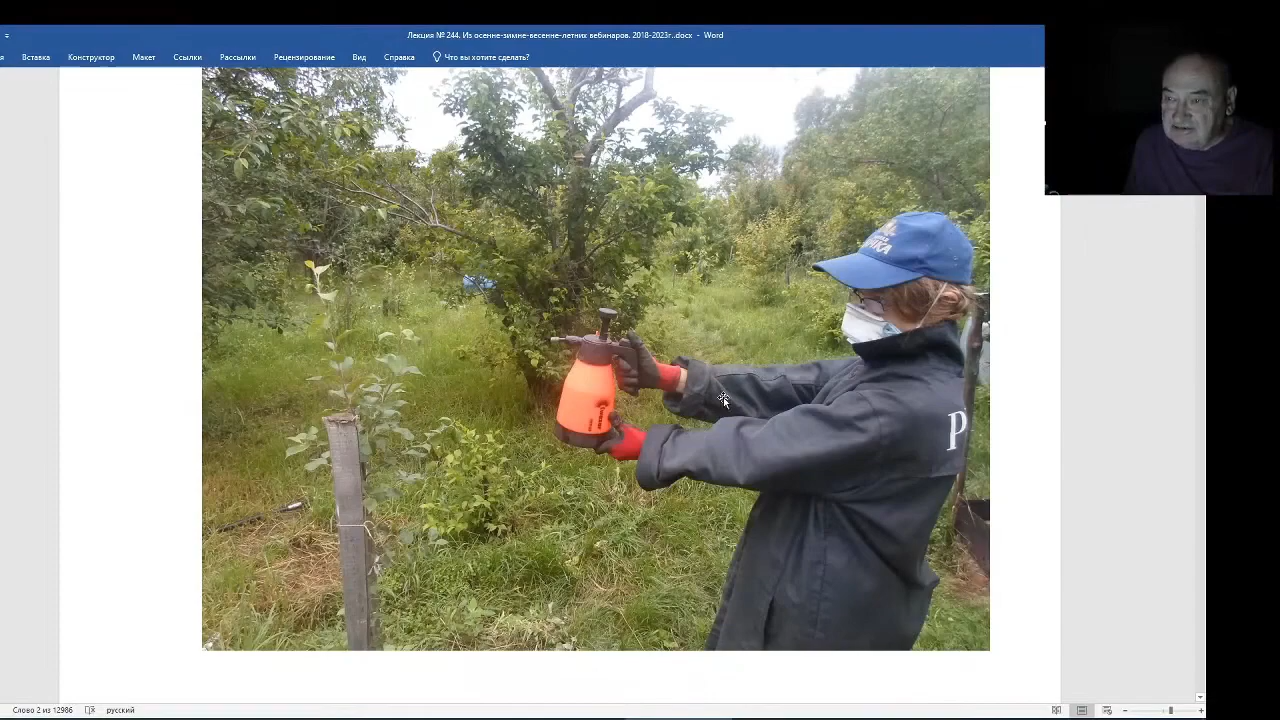 Лекция № 244. Из осенне-зимне-весенне-летних вебинаров. 2018-2023г..docx - Word
Вставка Конструктор Макет Ссылки Рассылки Рецензирование Вид Справка Что вы хотите сделать?
P
Слово 2 из 12986 русский